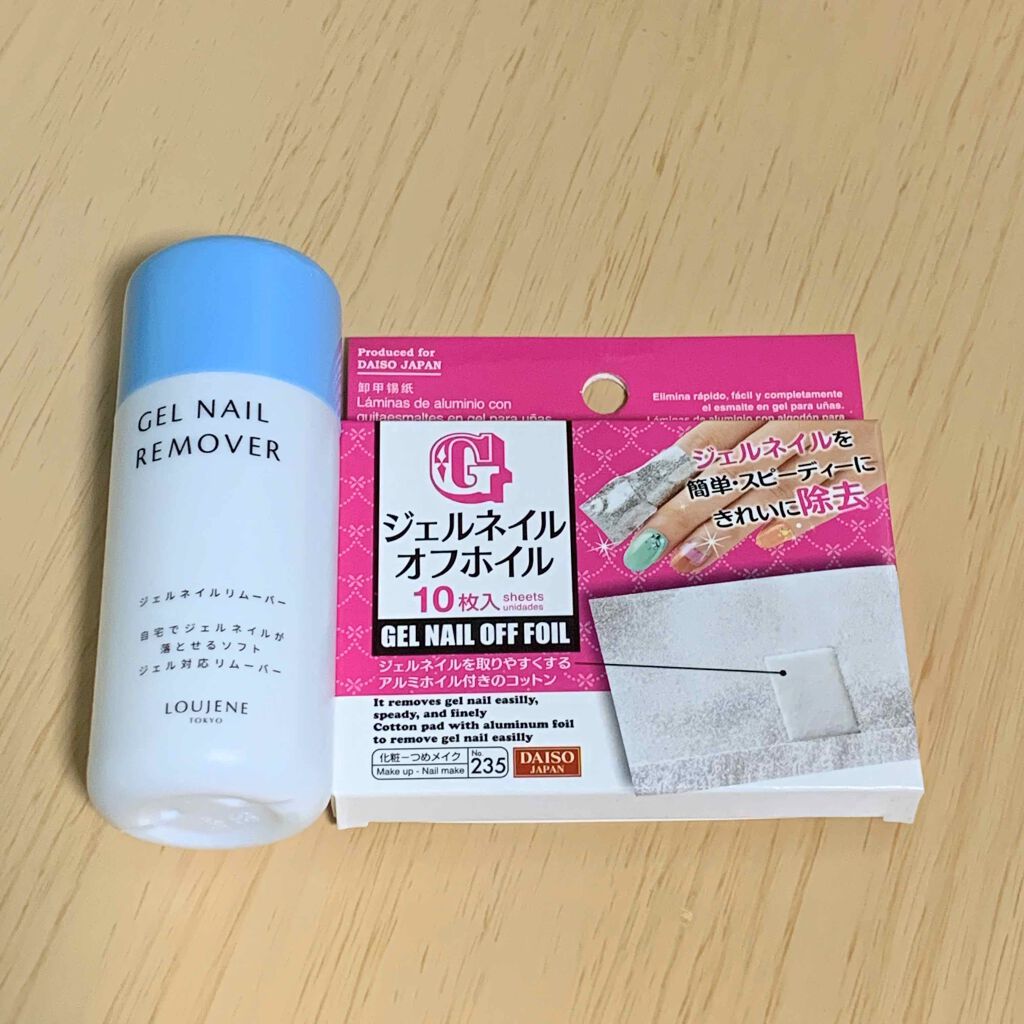 GEL NAIL
REMOVER
ジェルネイルリムーバー
自宅でジェルネイルが
落とせるソフト
ジェル対応リムーバー
LOUJENE
TOKYO
Produced for
DAISO JAPAN
卸甲锡纸
Láminas de aluminio con
quitaesmaltes en gel para uñas
Elimina rápido, fácil y completamente
el esmalte en gel para uñas.
Láminas de aluminio con algodón para
G
ジェルネイル
オフホイル
10枚入 sheets
unidades
GEL NAIL OFF FOIL
ジェルネイルを
簡単・スピーディーに
きれいに除去
ジェルネイルを取りやすくする
アルミホイル付きのコットン
It removes gel nail easilly,
speady, and finely
Cotton pad with aluminum foil
to remove gel nail easilly
化粧ーつめメイク
Make up - Nail make
No.
235
DAISO
JAPAN